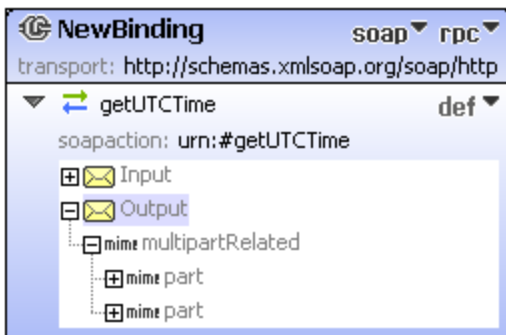 NewBinding soap rpc
transport: http://schemas.xmlsoap.org/soap/http
getUTCTime def
soapaction: urn:#getUTCTime
Input
Output
mime multipartRelated
mime part
mime part